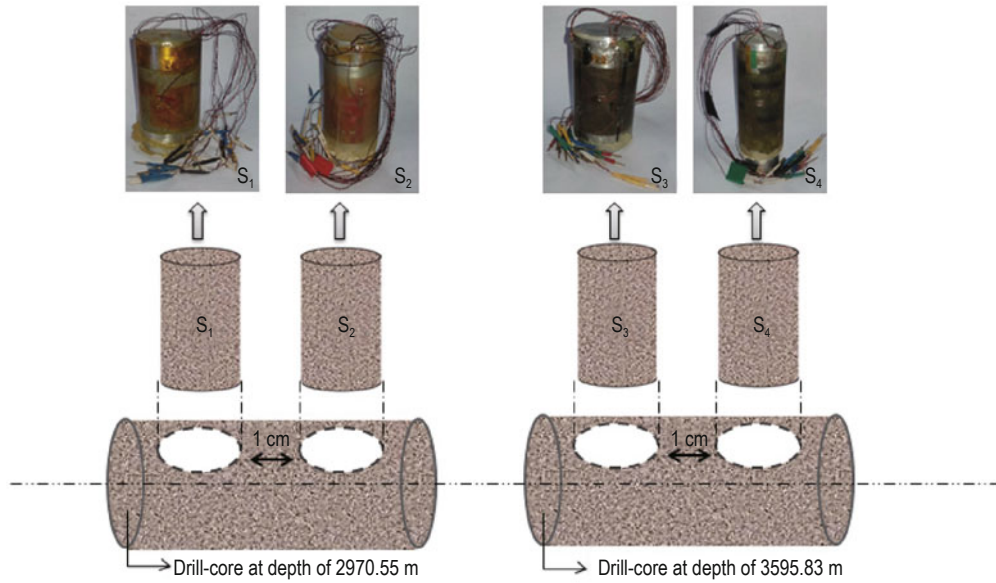 S₁
S₂
S₃
S₄
S₁
S₂
S₃
S₄
1 cm
1 cm
Drill-core at depth of 2970.55 m
Drill-core at depth of 3595.83 m